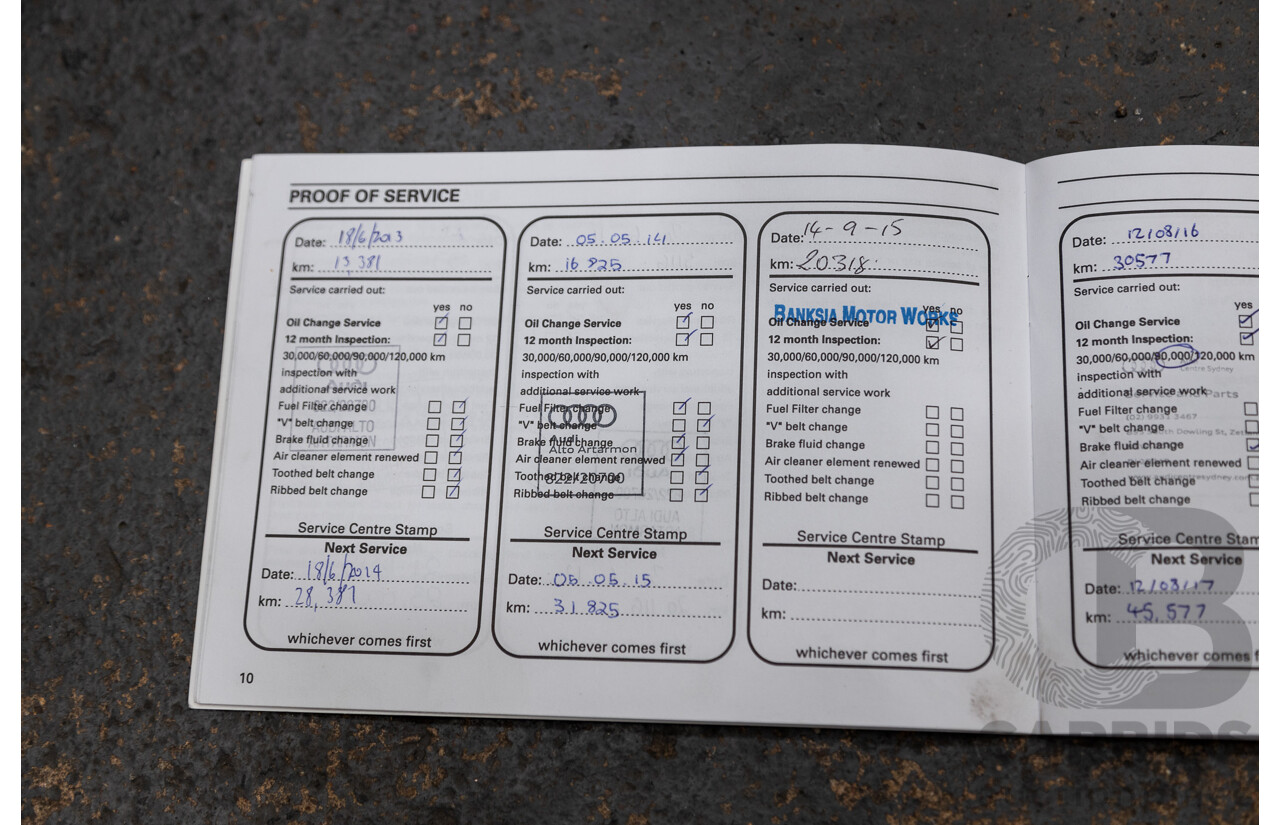 PROOF OF SERVICE
Date: 18/6/2013
km: 13,381
Service carried out:
yes no
Oil Change Service
12 month Inspection:
30,000/60,000/90,000/120,000 km
inspection with
additional service work
Fuel Filter change
"V" belt change
Brake fluid change
Air cleaner element renewed
Toothed belt change
Ribbed belt change
Service Centre Stamp
Next Service
Date: 18/6/2014
km: 28,381
whichever comes first
10
Date: 05.05.14
km: 16 825
Service carried out:
yes no
Oil Change Service
12 month Inspection:
30,000/60,000/90,000/120,000 km
inspection with
additional service work
Fuel Filter change
"V" belt change
Brake fluid change
Air cleaner element renewed
Toothed belt change
Ribbed belt change
Audi
Alto Artarmon
822/20700
Service Centre Stamp
Next Service
Date: 05.05.15
km: 31.825
whichever comes first
Date: 14-9-15
km: 20318
Service carried out:
yes no
BANKSIA MOTOR WORKS
Oil Change Service
12 month Inspection:
30,000/60,000/90,000/120,000 km
inspection with
additional service work
Fuel Filter change
"V" belt change
Brake fluid change
Air cleaner element renewed
Toothed belt change
Ribbed belt change
Service Centre Stamp
Next Service
Date:
km:
whichever comes first
Date: 12/08/16
km: 30577
Service carried out:
yes
Oil Change Service
12 month Inspection:
30,000/60,000/90,000/120,000 km
Centre Sydney
inspection with
additional service work
Fuel Filter change
"V" belt change
Brake fluid change
Air cleaner element renewed
Toothed belt change
Ribbed belt change
Service Centre Stam
Next Service
Date: 12/08/17
km: 45,577
whichever comes f
CB
CARBIDS